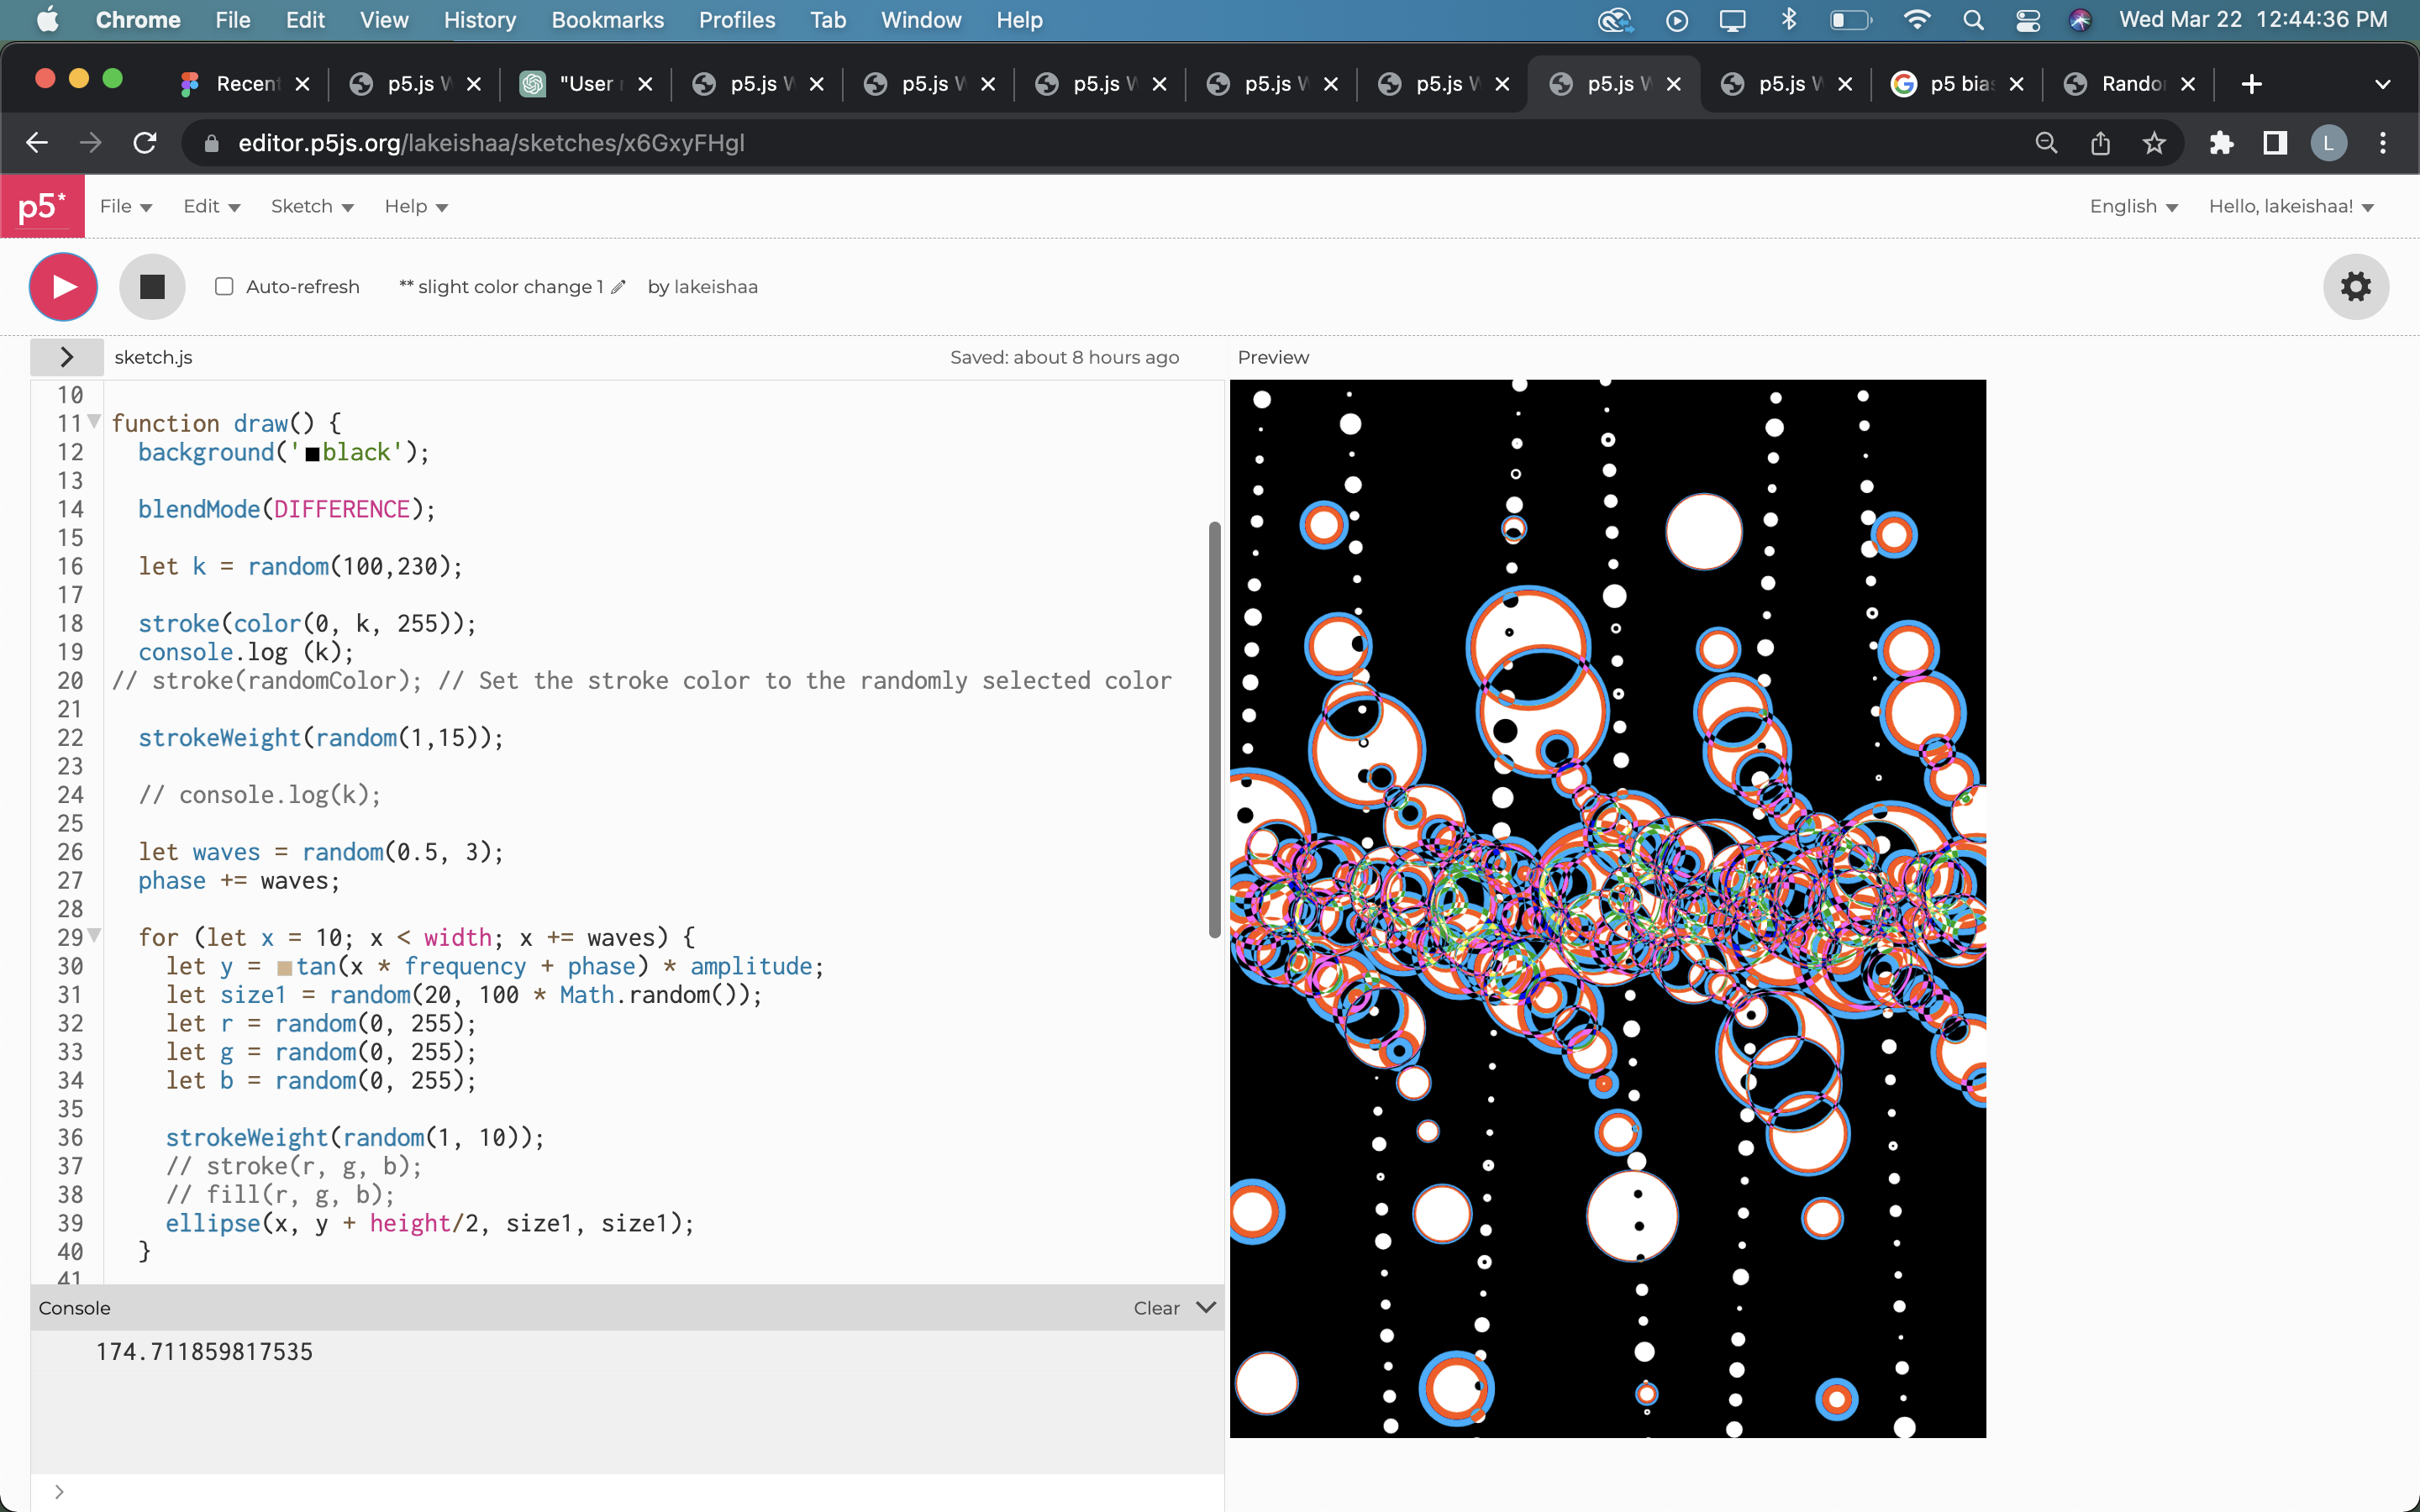 Chrome File Edit View History Bookmarks Profiles Tab Window Help Wed Mar 22 12:44:36 PM
Recent p5.js W p5.js W "User p5.js W p5.js W p5.js W p5.js W p5.js W p5.js W p5.js W p5 bias Random
editor.p5js.org/lakeishaa/sketches/x6GxyFHgl L
p5* File Edit Sketch Help English Hello, lakeishaa!
Auto-refresh ** slight color change 1 by lakeishaa
sketch.js Saved: about 8 hours ago Preview
10
11 function draw() {
12 background('black');
13
14 blendMode(DIFFERENCE);
15
16 let k = random(100,230);
17
18 stroke(color(0, k, 255));
19 console.log (k);
20 // stroke(randomColor); // Set the stroke color to the randomly selected color
21
22 strokeWeight(random(1,15));
23
24 // console.log(k);
25
26 let waves = random(0.5, 3);
27 phase += waves;
28
29 for (let x = 10; x < width; x += waves) {
30 let y = tan(x * frequency + phase) * amplitude;
31 let size1 = random(20, 100 * Math.random());
32 let r = random(0, 255);
33 let g = random(0, 255);
34 let b = random(0, 255);
35
36 strokeWeight(random(1, 10));
37 // stroke(r, g, b);
38 // fill(r, g, b);
39 ellipse(x, y + height/2, size1, size1);
40 }
41
Console Clear
174.711859817535